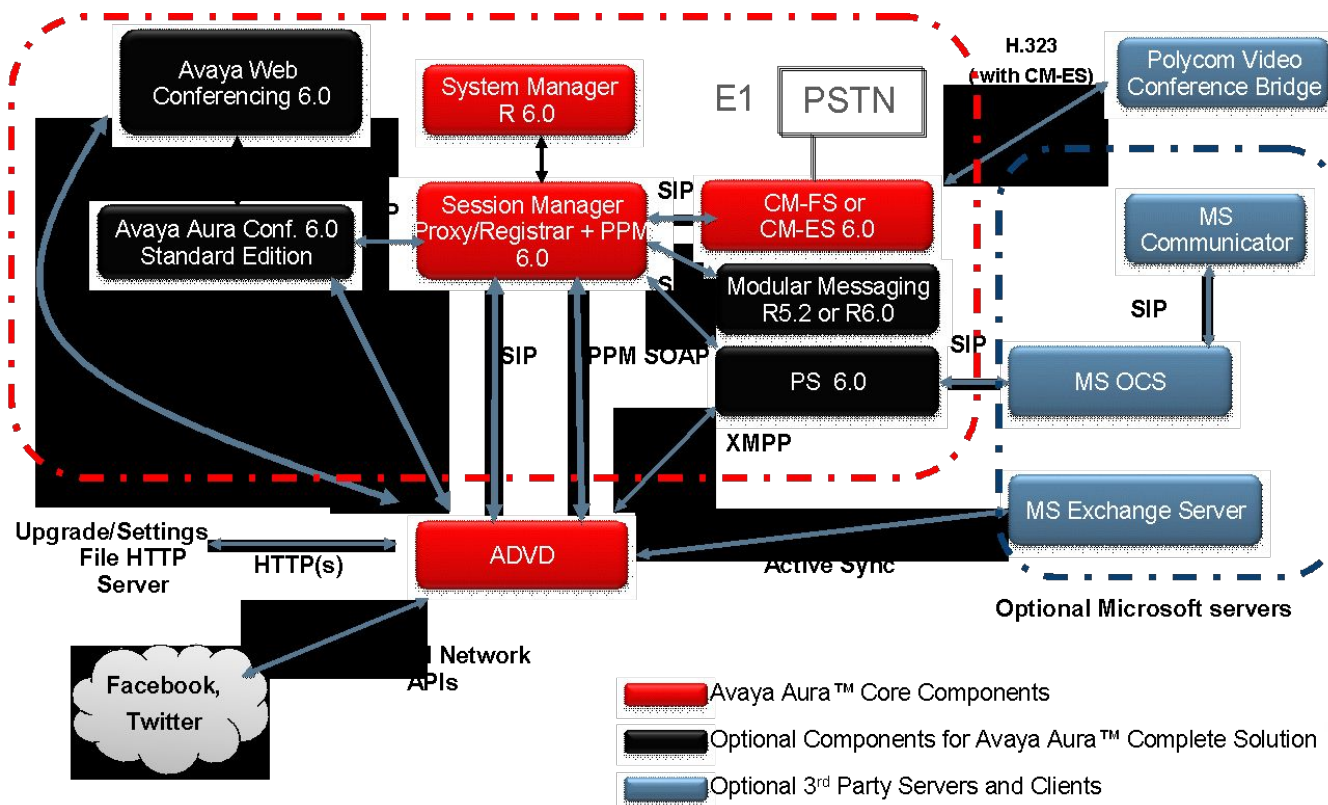 Avaya Web
Conferencing 6.0
System Manager
R 6.0
E1
PSTN
H.323
(with CM-ES)
Polycom Video
Conference Bridge
Avaya Aura Conf. 6.0
Standard Edition
P
Session Manager
Proxy/Registrar + PPM
6.0
SIP
CM-FS or
CM-ES 6.0
MS
Communicator
S
Modular Messaging
R5.2 or R6.0
SIP
SIP
PPM SOAP
PS 6.0
SIP
MS OCS
XMPP
Upgrade/Settings
File HTTP
Server
HTTP(s)
ADVD
MS Exchange Server
Active Sync
Optional Microsoft servers
Facebook,
Twitter
Network
APIs
Avaya Aura™ Core Components
Optional Components for Avaya Aura™ Complete Solution
Optional 3rd Party Servers and Clients